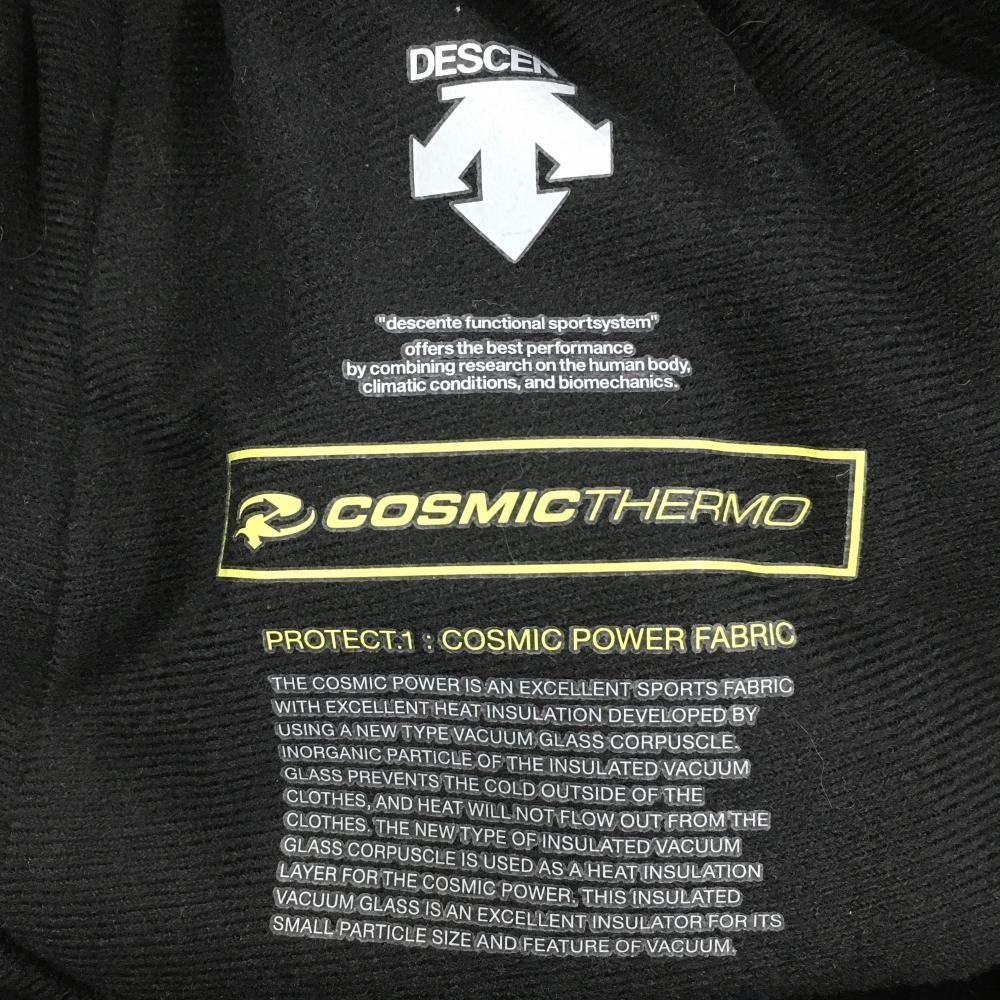 DESCEN
"descente functional sportsystem"
offers the best performance
by combining research on the human body,
climatic conditions, and biomechanics.
COSMICTHERMO
PROTECT.1 : COSMIC POWER FABRIC
THE COSMIC POWER IS AN EXCELLENT SPORTS FABRIC
WITH EXCELLENT HEAT INSULATION DEVELOPED BY
USING A NEW TYPE VACUUM GLASS CORPUSCLE.
INORGANIC PARTICLE OF THE INSULATED VACUUM
GLASS PREVENTS THE COLD OUTSIDE OF THE
CLOTHES, AND HEAT WILL NOT FLOW OUT FROM THE
CLOTHES. THE NEW TYPE OF INSULATED VACUUM
GLASS CORPUSCLE IS USED AS A HEAT INSULATION
LAYER FOR THE COSMIC POWER. THIS INSULATED
VACUUM GLASS IS AN EXCELLENT INSULATOR FOR ITS
SMALL PARTICLE SIZE AND FEATURE OF VACUUM.